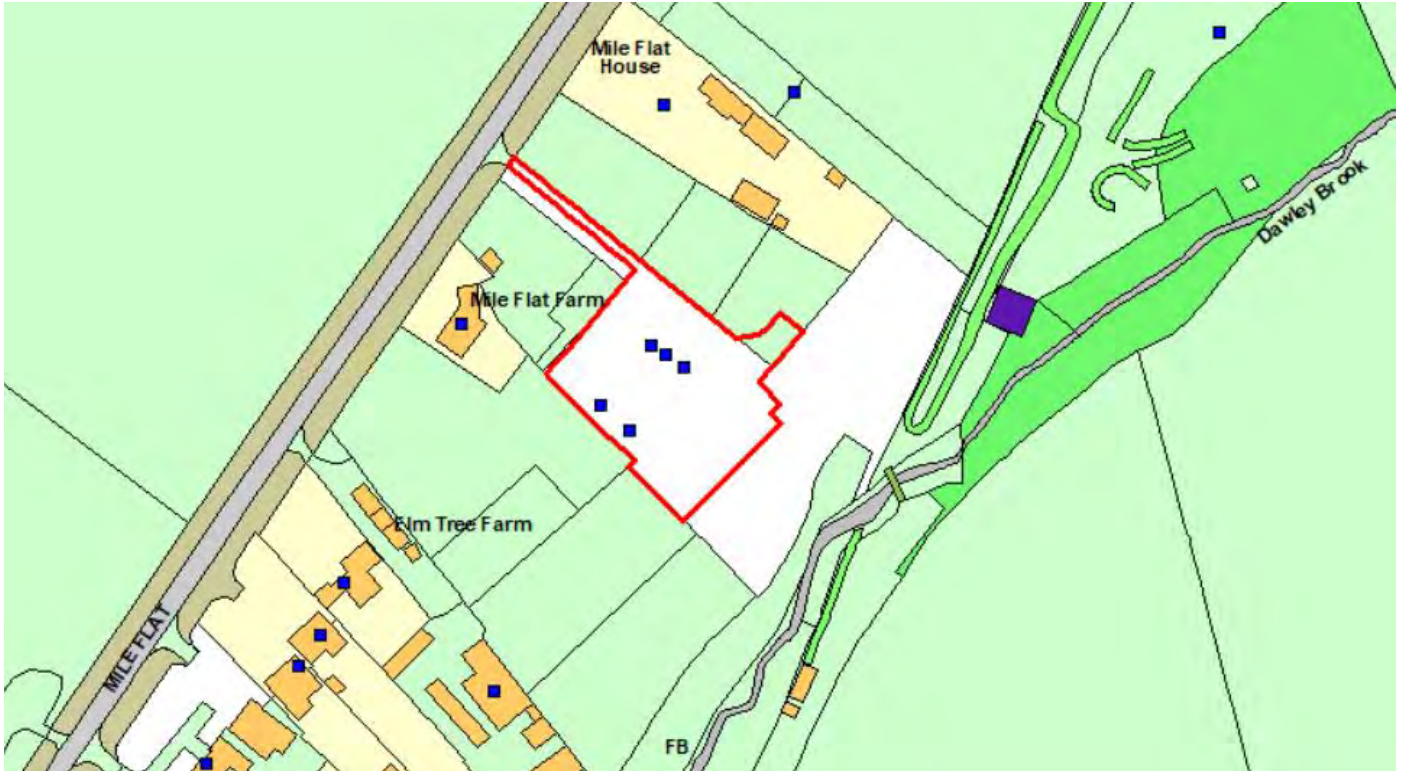 Mile Flat
House
Dawley Brook
Mile Flat Farm
Elm Tree Farm
MILE FLAT
FB